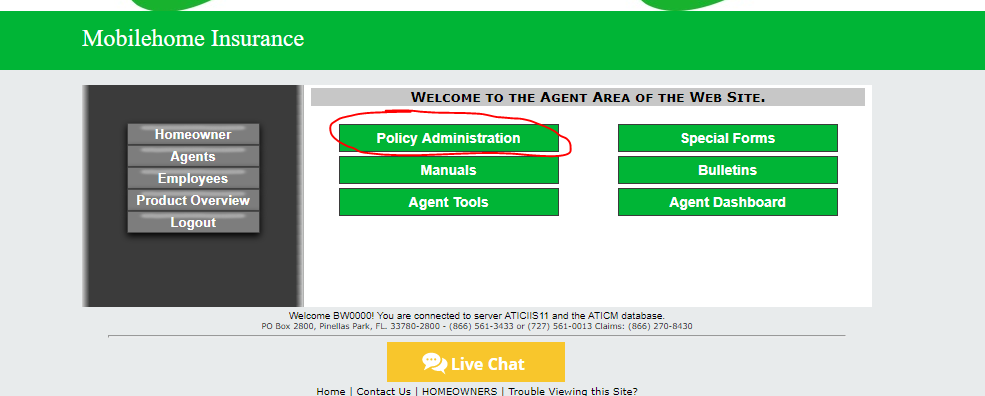 Mobilehome Insurance
WELCOME TO THE AGENT AREA OF THE WEB SITE.
Homeowner
Agents
Employees
Product Overview
Logout
Policy Administration
Special Forms
Manuals
Bulletins
Agent Tools
Agent Dashboard
Welcome BW0000! You are connected to server ATICIIS11 and the ATICM database.
PO Box 2800, Pinellas Park, FL. 33780-2800 - (866) 561-3433 or (727) 561-0013 Claims: (866) 270-8430
Live Chat
Home | Contact Us | HOMEOWNERS | Trouble Viewing this Site?